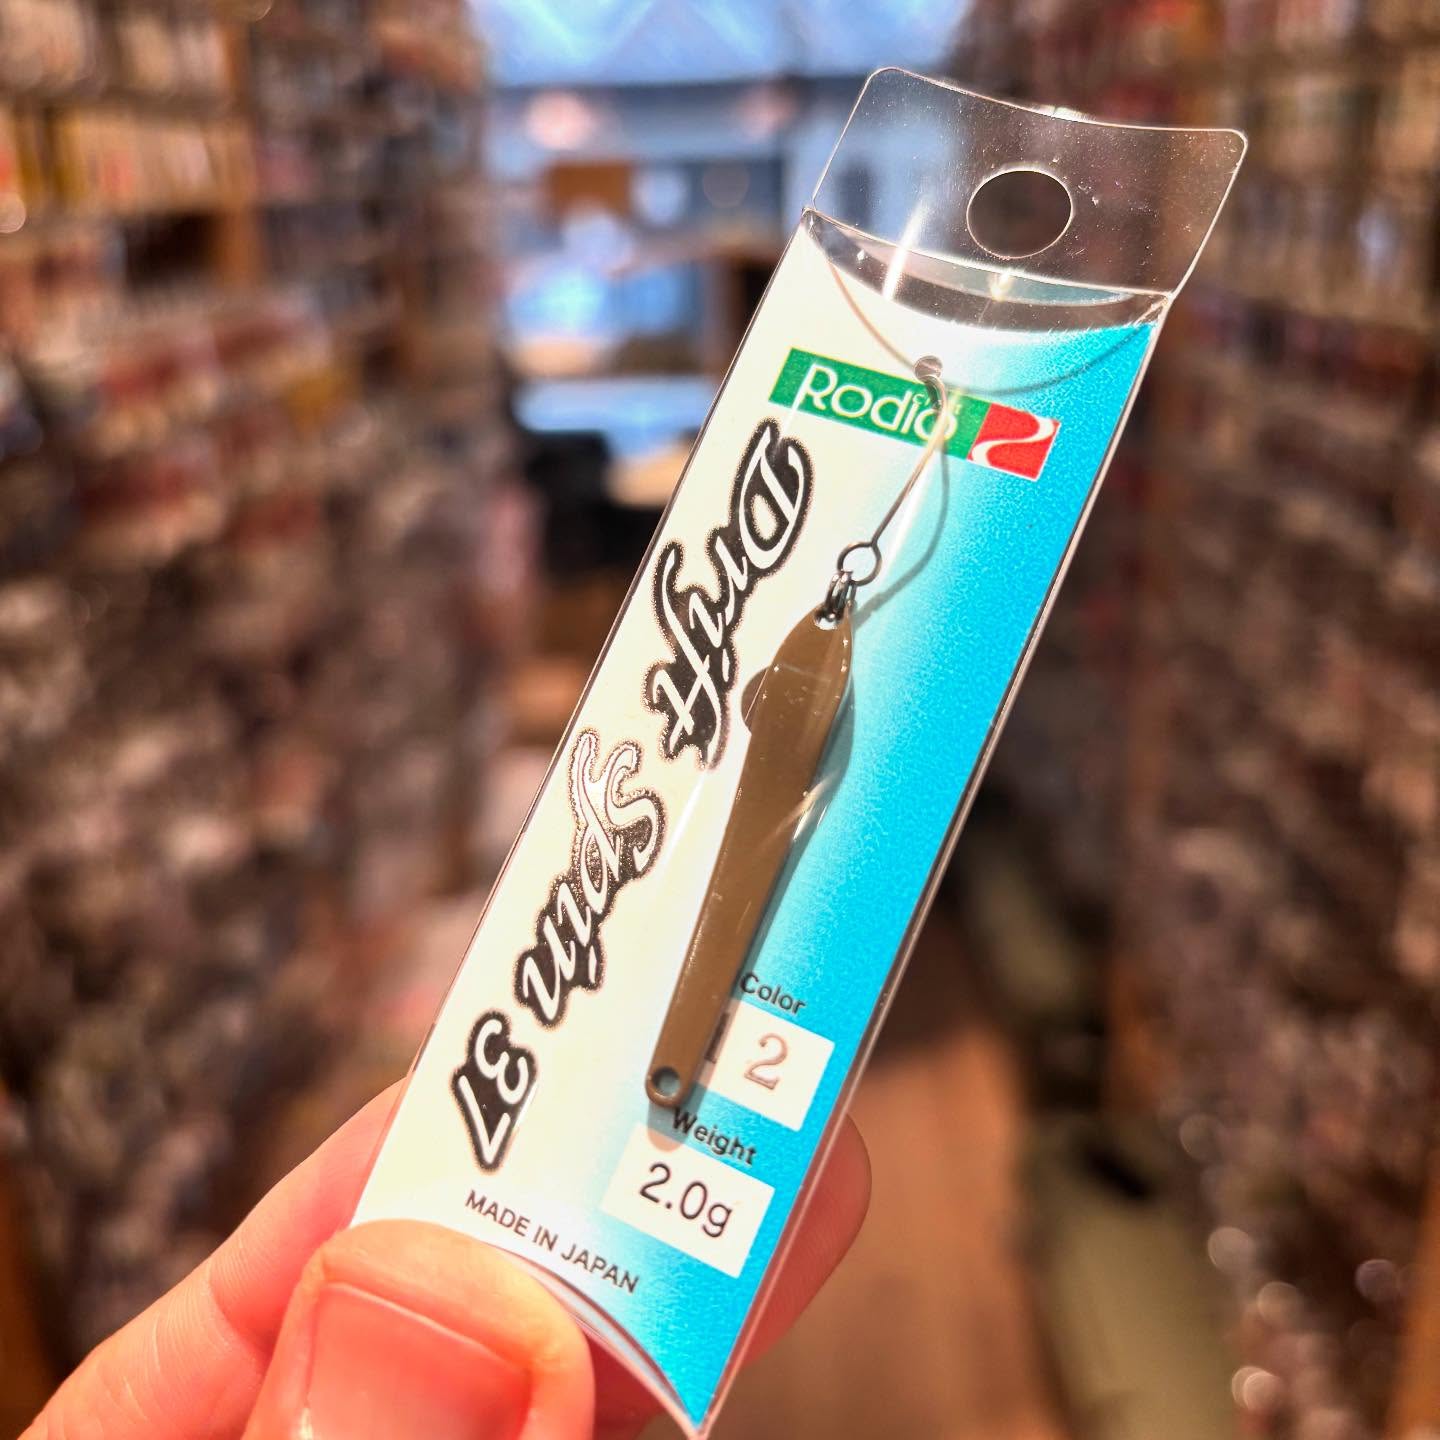 Rodio
Drift Spin 37
Color
2
Weight
2.0g
MADE IN JAPAN